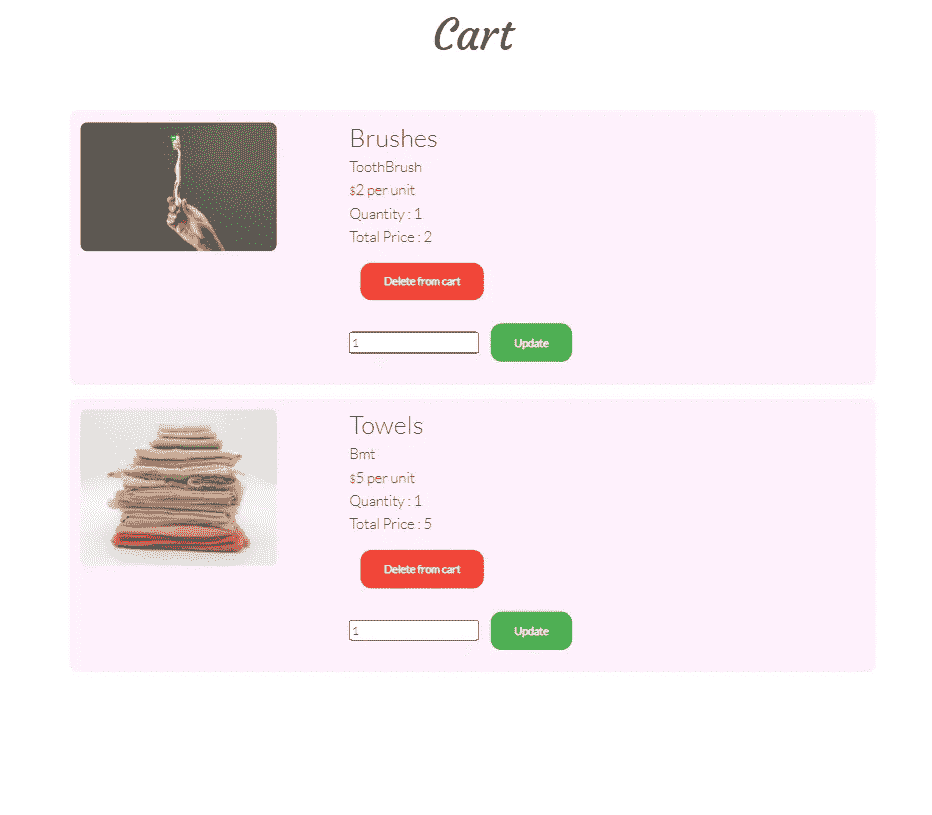 Cart
Brushes
ToothBrush
$2 per unit
Quantity : 1
Total Price : 2
Delete from cart
1
Update
Towels
Bmt
$5 per unit
Quantity : 1
Total Price : 5
Delete from cart
1
Update